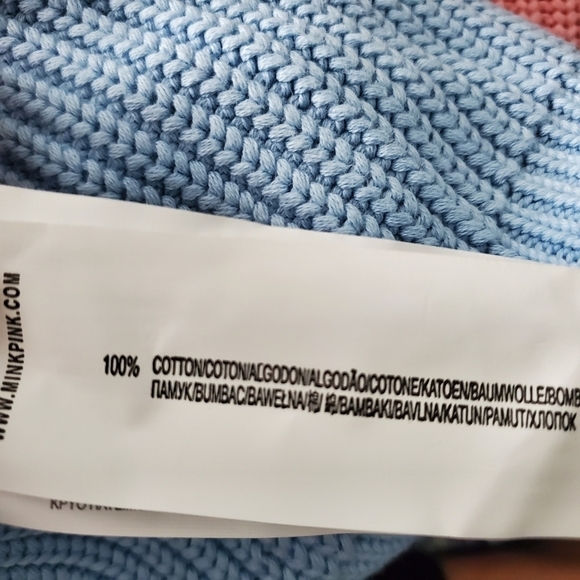 WWW.MINKPINK.COM
100% COTTON/COTON/ALGODON/ALGODÃO/COTONE/KATOEN/BAUMWOLLE/BOMB
ПАМУК/BUMBAC/BAWEŁNA/棉/ 綿/BAMBAKI/BAVLNA/KATUN/PAMUT/ХЛОПОК